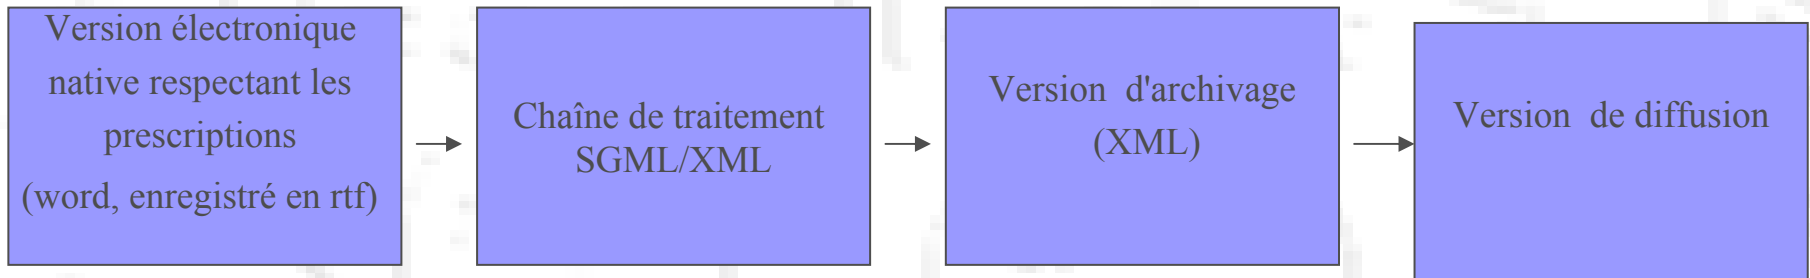 Version électronique
native respectant les
prescriptions
(word, enregistré en rtf)
Chaîne de traitement
SGML/XML
Version d'archivage
(XML)
Version de diffusion